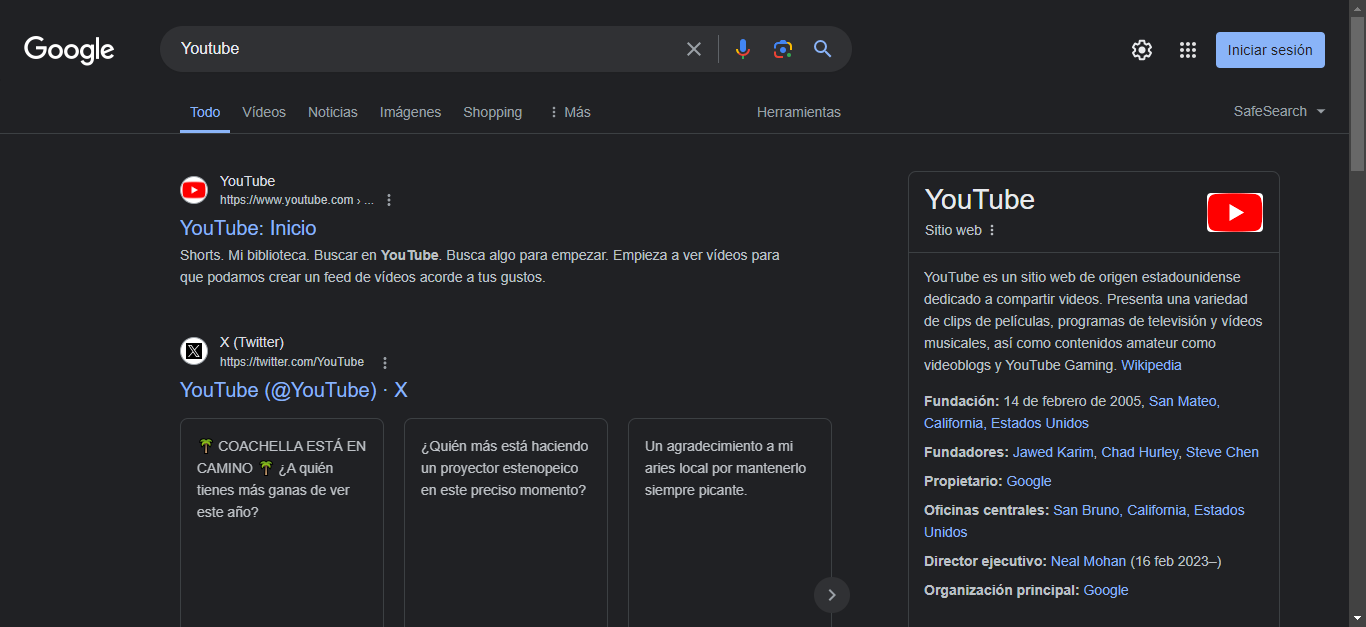 Google
Youtube
Iniciar sesión
Todo
Vídeos
Noticias
Imágenes
Shopping
Más
Herramientas
SafeSearch
YouTube
https://www.youtube.com › ...
YouTube: Inicio
Shorts. Mi biblioteca. Buscar en YouTube. Busca algo para empezar. Empieza a ver vídeos para
que podamos crear un feed de vídeos acorde a tus gustos.
X (Twitter)
https://twitter.com/YouTube
YouTube (@YouTube) · X
🌴 COACHELLA ESTÁ EN
CAMINO 🌴 ¿A quién
tienes más ganas de ver
este año?
¿Quién más está haciendo
un proyector estenopeico
en este preciso momento?
Un agradecimiento a mi
aries local por mantenerlo
siempre picante.
YouTube
Sitio web
YouTube es un sitio web de origen estadounidense
dedicado a compartir videos. Presenta una variedad
de clips de películas, programas de televisión y vídeos
musicales, así como contenidos amateur como
videoblogs y YouTube Gaming. Wikipedia
Fundación: 14 de febrero de 2005, San Mateo,
California, Estados Unidos
Fundadores: Jawed Karim, Chad Hurley, Steve Chen
Propietario: Google
Oficinas centrales: San Bruno, California, Estados
Unidos
Director ejecutivo: Neal Mohan (16 feb 2023–)
Organización principal: Google